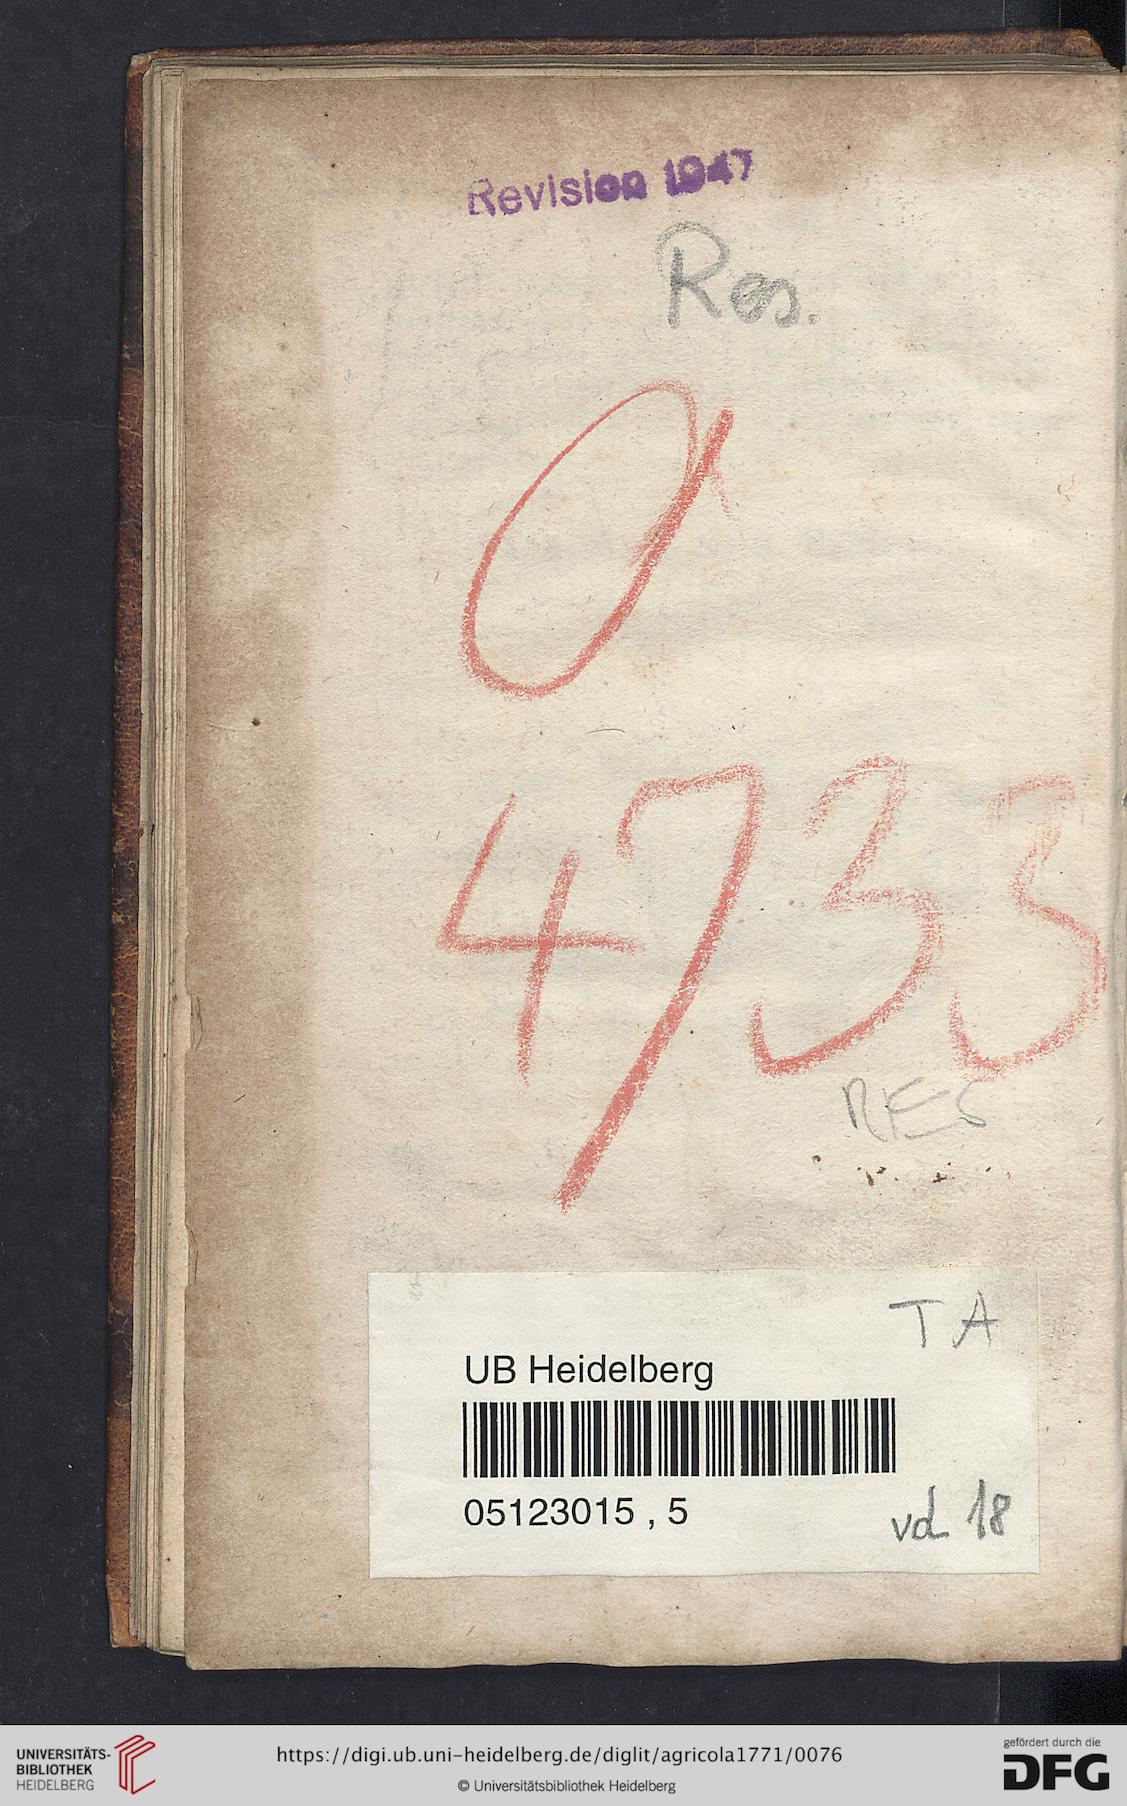 Revision 1947
Res.
O
4733
RES
T A
UB Heidelberg
05123015 , 5
vd 18
UNIVERSITÄTS-
BIBLIOTHEK
HEIDELBERG
https://digi.ub.uni-heidelberg.de/diglit/agricola1771/0076
© Universitätsbibliothek Heidelberg
gefördert durch die
DFG